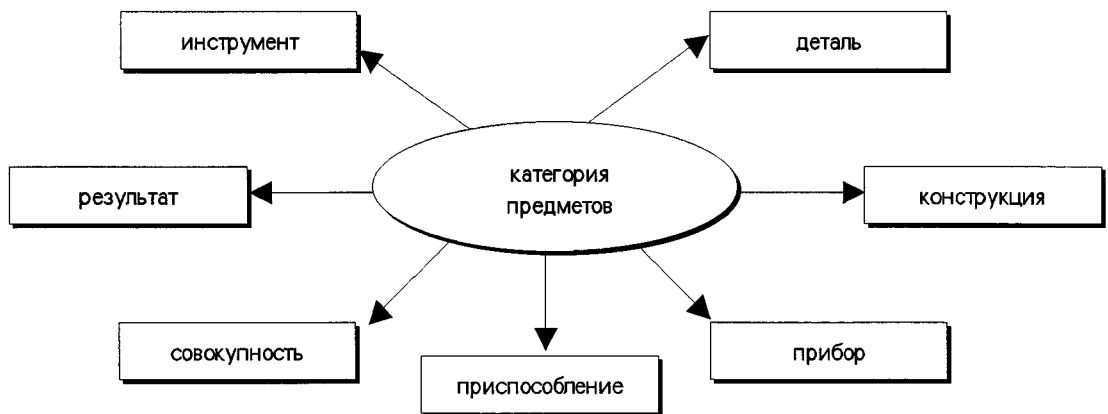 инструмент
деталь
категория
предметов
результат
конструкция
совокупность
приспособление
прибор